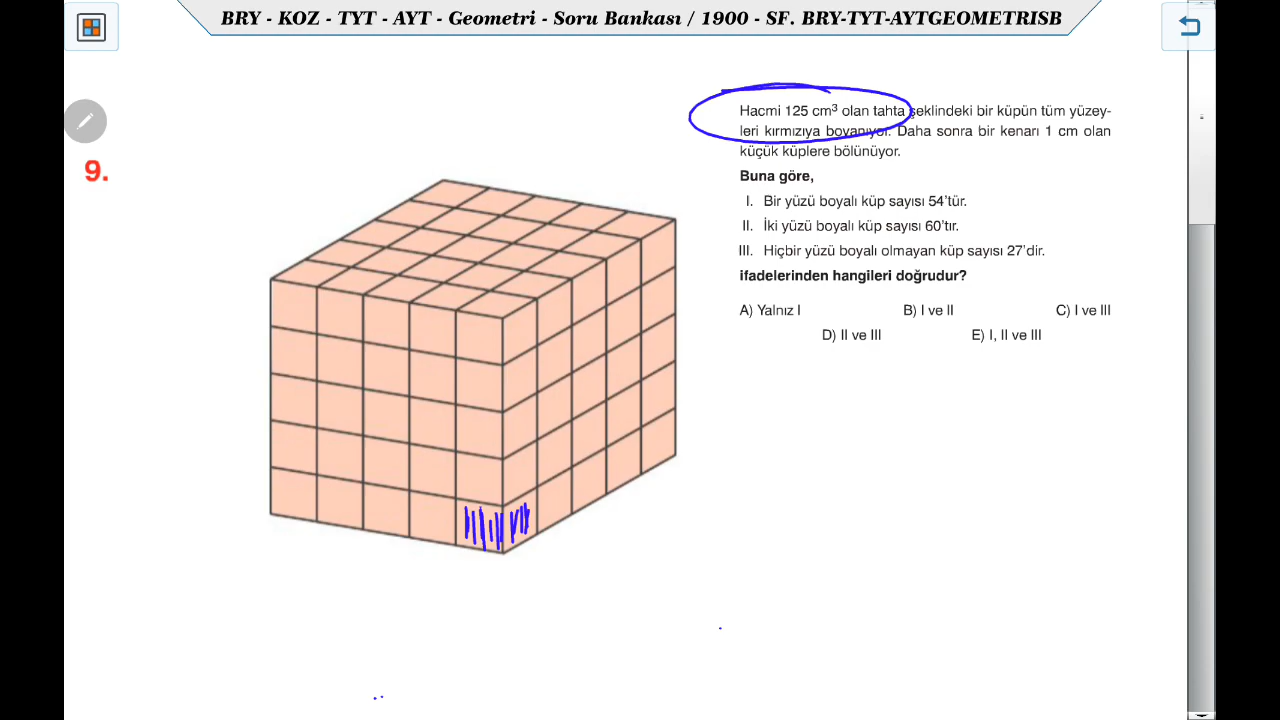 BRY - KOZ - TYT - AYT - Geometri - Soru Bankası / 1900 - SF. BRY-TYT-AYTGEOMETRISB
9.
Hacmi 125 cm³ olan tahta şeklindeki bir küpün tüm yüzey-
leri kırmızıya boyanıyor. Daha sonra bir kenarı 1 cm olan
küçük küplere bölünüyor.
Buna göre,
I. Bir yüzü boyalı küp sayısı 54'tür.
II. İki yüzü boyalı küp sayısı 60'tır.
III. Hiçbir yüzü boyalı olmayan küp sayısı 27'dir.
ifadelerinden hangileri doğrudur?
A) Yalnız I B) I ve II C) I ve III
D) II ve III E) I, II ve III